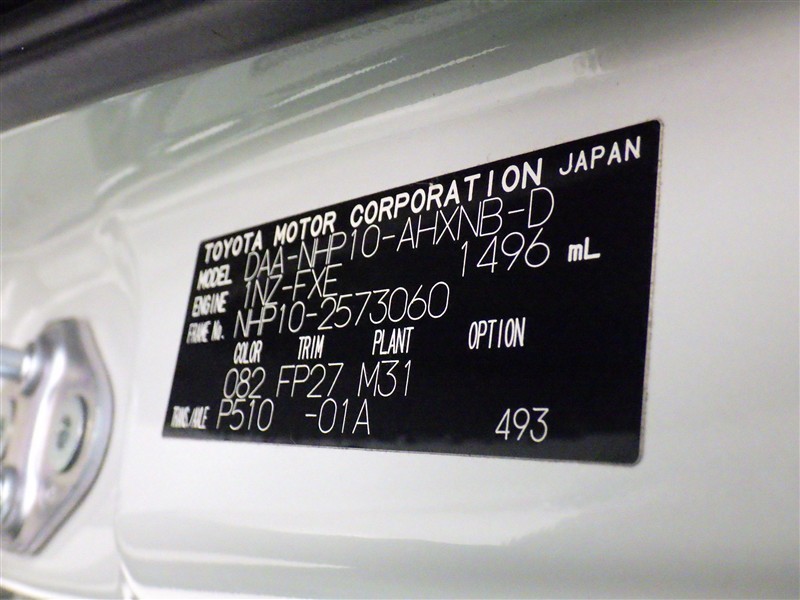 TOYOTA MOTOR CORPORATION JAPAN
MODEL DAA-NHP10-AHXNB-D
ENGINE 1NZ-FXE 1496 mL
FRAME No. NHP10-2573060
COLOR TRIM PLANT OPTION
082 FP27 M31
TRANS/AXLE P510 -01A 493